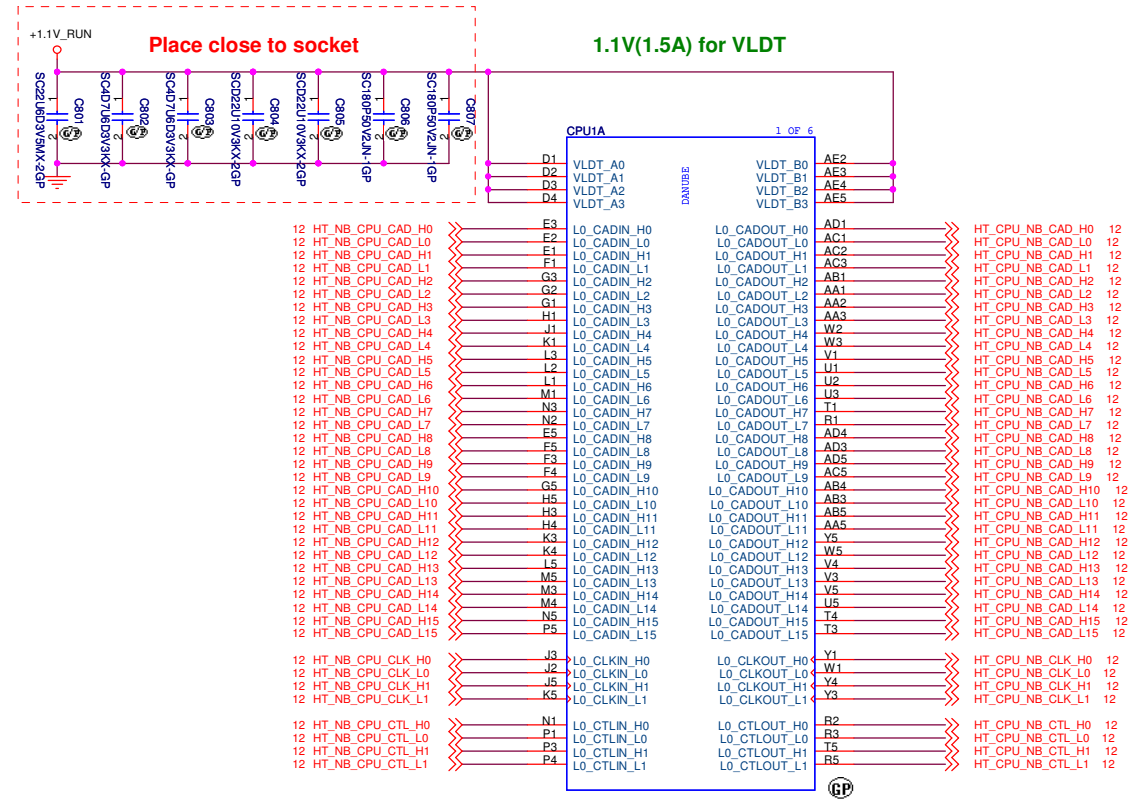 +1.1V_RUN
Place close to socket
1.1V(1.5A) for VLDT
SC22U6D3V5MX-2GP 1 2 C801
SC4D7U6D3V3KX-GP 1 2 C802
SC4D7U6D3V3KX-GP 1 2 C803
SCD22U10V3KX-2GP 1 2 C804
SCD22U10V3KX-2GP 1 2 C805
SC180P50V2JN-1GP 1 2 C806
SC180P50V2JN-1GP 1 2 C807
CPU1A 1 OF 6
DANUBE
D1 VLDT_A0 VLDT_B0 AE2
D2 VLDT_A1 VLDT_B1 AE3
D3 VLDT_A2 VLDT_B2 AE4
D4 VLDT_A3 VLDT_B3 AE5
12 HT_NB_CPU_CAD_H0 E3 L0_CADIN_H0 L0_CADOUT_H0 AD1 HT_CPU_NB_CAD_H0 12
12 HT_NB_CPU_CAD_L0 E2 L0_CADIN_L0 L0_CADOUT_L0 AC1 HT_CPU_NB_CAD_L0 12
12 HT_NB_CPU_CAD_H1 E1 L0_CADIN_H1 L0_CADOUT_H1 AC2 HT_CPU_NB_CAD_H1 12
12 HT_NB_CPU_CAD_L1 F1 L0_CADIN_L1 L0_CADOUT_L1 AC3 HT_CPU_NB_CAD_L1 12
12 HT_NB_CPU_CAD_H2 G3 L0_CADIN_H2 L0_CADOUT_H2 AB1 HT_CPU_NB_CAD_H2 12
12 HT_NB_CPU_CAD_L2 G2 L0_CADIN_L2 L0_CADOUT_L2 AA1 HT_CPU_NB_CAD_L2 12
12 HT_NB_CPU_CAD_H3 G1 L0_CADIN_H3 L0_CADOUT_H3 AA2 HT_CPU_NB_CAD_H3 12
12 HT_NB_CPU_CAD_L3 H1 L0_CADIN_L3 L0_CADOUT_L3 AA3 HT_CPU_NB_CAD_L3 12
12 HT_NB_CPU_CAD_H4 J1 L0_CADIN_H4 L0_CADOUT_H4 W2 HT_CPU_NB_CAD_H4 12
12 HT_NB_CPU_CAD_L4 K1 L0_CADIN_L4 L0_CADOUT_L4 W3 HT_CPU_NB_CAD_L4 12
12 HT_NB_CPU_CAD_H5 L3 L0_CADIN_H5 L0_CADOUT_H5 V1 HT_CPU_NB_CAD_H5 12
12 HT_NB_CPU_CAD_L5 L2 L0_CADIN_L5 L0_CADOUT_L5 U1 HT_CPU_NB_CAD_L5 12
12 HT_NB_CPU_CAD_H6 L1 L0_CADIN_H6 L0_CADOUT_H6 U2 HT_CPU_NB_CAD_H6 12
12 HT_NB_CPU_CAD_L6 M1 L0_CADIN_L6 L0_CADOUT_L6 U3 HT_CPU_NB_CAD_L6 12
12 HT_NB_CPU_CAD_H7 N3 L0_CADIN_H7 L0_CADOUT_H7 T1 HT_CPU_NB_CAD_H7 12
12 HT_NB_CPU_CAD_L7 N2 L0_CADIN_L7 L0_CADOUT_L7 R1 HT_CPU_NB_CAD_L7 12
12 HT_NB_CPU_CAD_H8 E5 L0_CADIN_H8 L0_CADOUT_H8 AD4 HT_CPU_NB_CAD_H8 12
12 HT_NB_CPU_CAD_L8 F5 L0_CADIN_L8 L0_CADOUT_L8 AD3 HT_CPU_NB_CAD_L8 12
12 HT_NB_CPU_CAD_H9 F3 L0_CADIN_H9 L0_CADOUT_H9 AD5 HT_CPU_NB_CAD_H9 12
12 HT_NB_CPU_CAD_L9 F4 L0_CADIN_L9 L0_CADOUT_L9 AC5 HT_CPU_NB_CAD_L9 12
12 HT_NB_CPU_CAD_H10 G5 L0_CADIN_H10 L0_CADOUT_H10 AB4 HT_CPU_NB_CAD_H10 12
12 HT_NB_CPU_CAD_L10 H5 L0_CADIN_L10 L0_CADOUT_L10 AB3 HT_CPU_NB_CAD_L10 12
12 HT_NB_CPU_CAD_H11 H3 L0_CADIN_H11 L0_CADOUT_H11 AB5 HT_CPU_NB_CAD_H11 12
12 HT_NB_CPU_CAD_L11 H4 L0_CADIN_L11 L0_CADOUT_L11 AA5 HT_CPU_NB_CAD_L11 12
12 HT_NB_CPU_CAD_H12 K3 L0_CADIN_H12 L0_CADOUT_H12 Y5 HT_CPU_NB_CAD_H12 12
12 HT_NB_CPU_CAD_L12 K4 L0_CADIN_L12 L0_CADOUT_L12 W5 HT_CPU_NB_CAD_L12 12
12 HT_NB_CPU_CAD_H13 L5 L0_CADIN_H13 L0_CADOUT_H13 V4 HT_CPU_NB_CAD_H13 12
12 HT_NB_CPU_CAD_L13 M5 L0_CADIN_L13 L0_CADOUT_L13 V3 HT_CPU_NB_CAD_L13 12
12 HT_NB_CPU_CAD_H14 M3 L0_CADIN_H14 L0_CADOUT_H14 V5 HT_CPU_NB_CAD_H14 12
12 HT_NB_CPU_CAD_L14 M4 L0_CADIN_L14 L0_CADOUT_L14 U5 HT_CPU_NB_CAD_L14 12
12 HT_NB_CPU_CAD_H15 N5 L0_CADIN_H15 L0_CADOUT_H15 T4 HT_CPU_NB_CAD_H15 12
12 HT_NB_CPU_CAD_L15 P5 L0_CADIN_L15 L0_CADOUT_L15 T3 HT_CPU_NB_CAD_L15 12
12 HT_NB_CPU_CLK_H0 J3 L0_CLKIN_H0 L0_CLKOUT_H0 Y1 HT_CPU_NB_CLK_H0 12
12 HT_NB_CPU_CLK_L0 J2 L0_CLKIN_L0 L0_CLKOUT_L0 W1 HT_CPU_NB_CLK_L0 12
12 HT_NB_CPU_CLK_H1 J5 L0_CLKIN_H1 L0_CLKOUT_H1 Y4 HT_CPU_NB_CLK_H1 12
12 HT_NB_CPU_CLK_L1 K5 L0_CLKIN_L1 L0_CLKOUT_L1 Y3 HT_CPU_NB_CLK_L1 12
12 HT_NB_CPU_CTL_H0 N1 L0_CTLIN_H0 L0_CTLOUT_H0 R2 HT_CPU_NB_CTL_H0 12
12 HT_NB_CPU_CTL_L0 P1 L0_CTLIN_L0 L0_CTLOUT_L0 R3 HT_CPU_NB_CTL_L0 12
12 HT_NB_CPU_CTL_H1 P3 L0_CTLIN_H1 L0_CTLOUT_H1 T5 HT_CPU_NB_CTL_H1 12
12 HT_NB_CPU_CTL_L1 P4 L0_CTLIN_L1 L0_CTLOUT_L1 R5 HT_CPU_NB_CTL_L1 12
GP